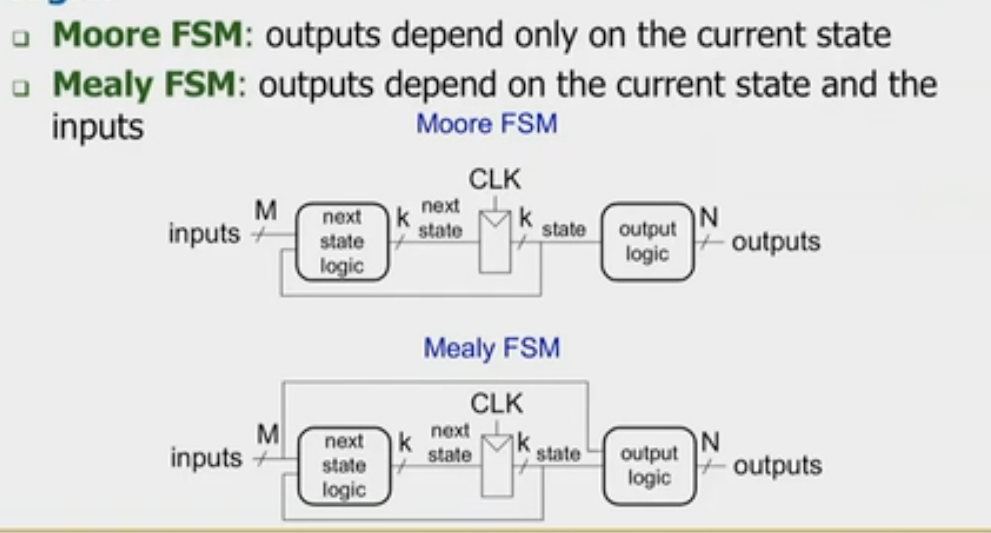 Moore FSM: outputs depend only on the current state
Mealy FSM: outputs depend on the current state and the
inputs
Moore FSM
CLK
inputs
M
next
state
logic
k
next
state
k
state
output
logic
N
outputs
Mealy FSM
CLK
inputs
M
next
state
logic
k
next
state
k
state
output
logic
N
outputs